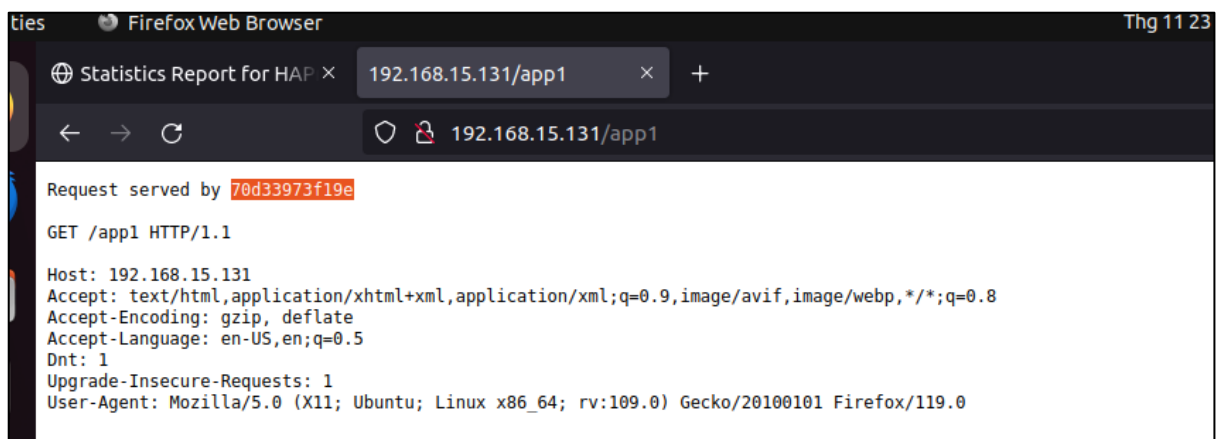 ties Firefox Web Browser Thg 11 23
Statistics Report for HAP × 192.168.15.131/app1 × +
192.168.15.131/app1
Request served by 70d33973f19e
GET /app1 HTTP/1.1
Host: 192.168.15.131
Accept: text/html,application/xhtml+xml,application/xml;q=0.9,image/avif,image/webp,*/*;q=0.8
Accept-Encoding: gzip, deflate
Accept-Language: en-US,en;q=0.5
Dnt: 1
Upgrade-Insecure-Requests: 1
User-Agent: Mozilla/5.0 (X11; Ubuntu; Linux x86_64; rv:109.0) Gecko/20100101 Firefox/119.0